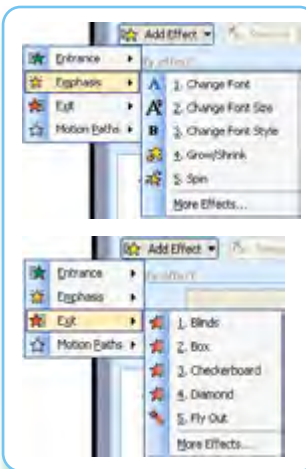 Add Effect
Entrance
Emphasis
Exit
Motion Paths
1. Change Font
2. Change Font Size
3. Change Font Style
4. Grow/Shrink
5. Spin
More Effects...
Add Effect
Entrance
Emphasis
Exit
Motion Paths
1. Blinds
2. Box
3. Checkerboard
4. Diamond
5. Fly Out
More Effects...